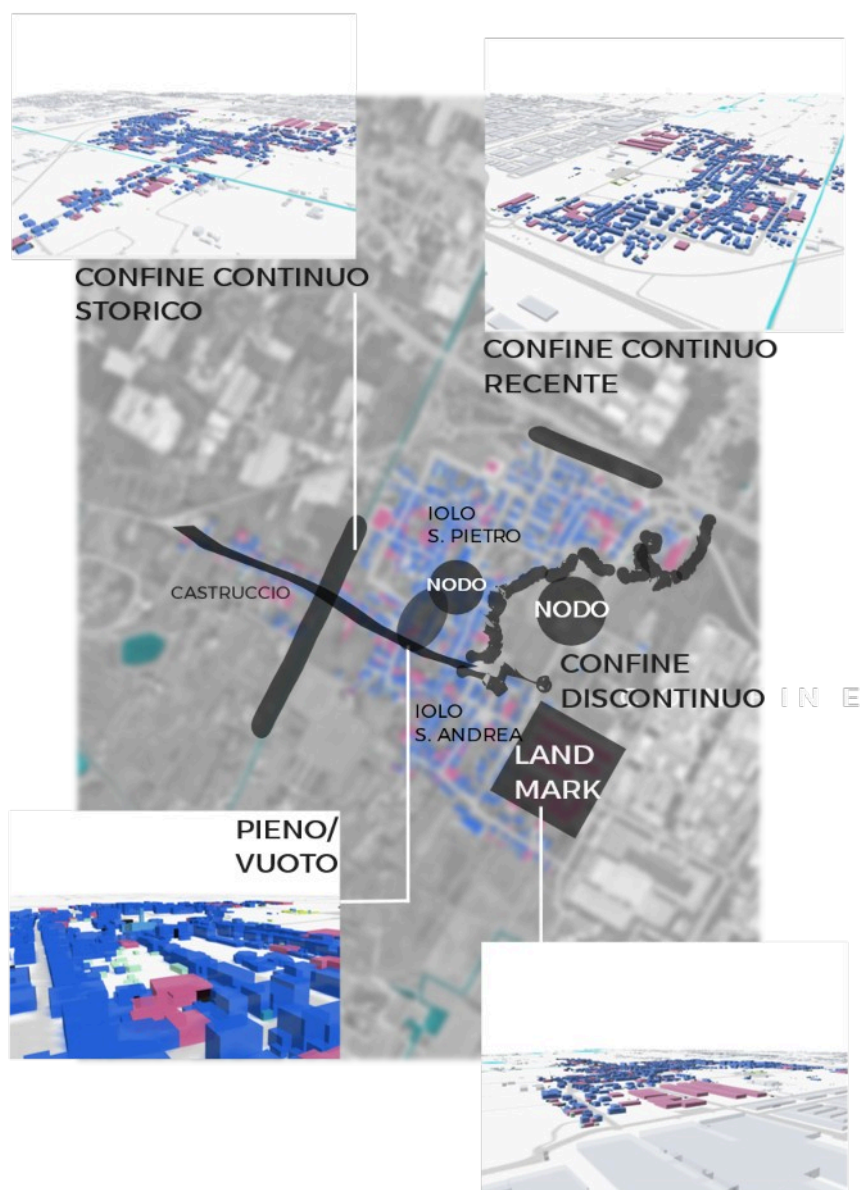 CONFINE CONTINUO
STORICO
CONFINE CONTINUO
RECENTE
IOLO
S. PIETRO
CASTRUCCIO
NODO
NODO
CONFINE
DISCONTINUO
I N E
IOLO
S. ANDREA
LAND
MARK
PIENO/
VUOTO